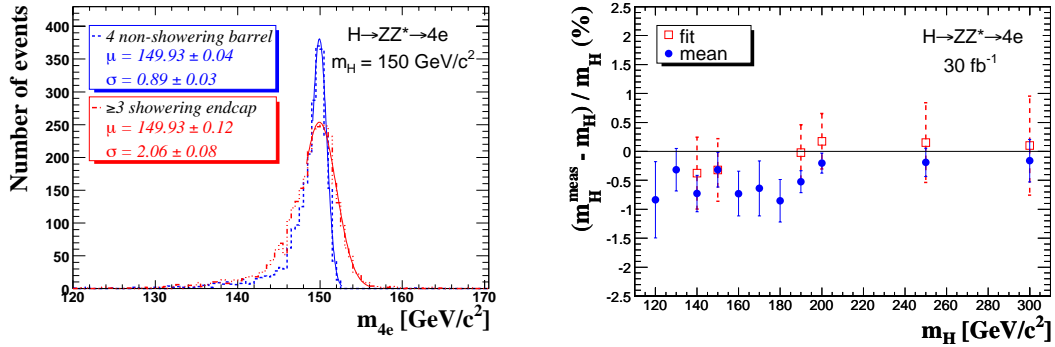 Number of events
400
350
300
250
200
150
100
50
0
4 non-showering barrel
μ = 149.93 ± 0.04
σ = 0.89 ± 0.03
≥3 showering endcap
μ = 149.93 ± 0.12
σ = 2.06 ± 0.08
H→ZZ*→4e
m_H = 150 GeV/c²
120 130 140 150 160 170
m_4e [GeV/c²]
(m_H^meas - m_H) / m_H (%)
2.5
2
1.5
1
0.5
0
-0.5
-1
-1.5
-2
-2.5
fit
mean
H→ZZ*→4e
30 fb⁻¹
120 140 160 180 200 220 240 260 280 300
m_H [GeV/c²]